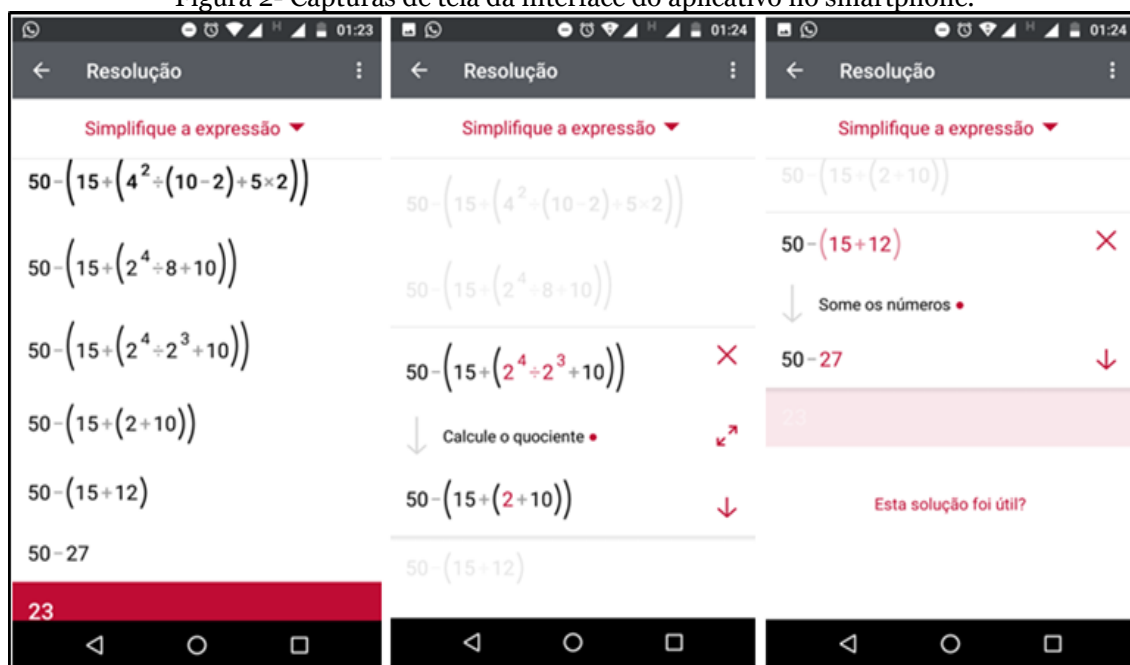 Figura 2- Capturas de tela da interface do aplicativo no smartphone.
01:23
Resolução
Simplifique a expressão
50-(15+(4²÷(10-2)+5×2))
50-(15+(2⁴÷8+10))
50-(15+(2⁴÷2³+10))
50-(15+(2+10))
50-(15+12)
50-27
23
H 01:24
Resolução
Simplifique a expressão
50-(15+(4²÷(10-2)+5×2))
50-(15+(2⁴÷8+10))
50-(15+(2⁴÷2³+10))
Calcule o quociente
50-(15+(2+10))
50-(15+12)
H 01:24
Resolução
Simplifique a expressão
50-(15+(2+10))
50-(15+12)
Some os números
50-27
23
Esta solução foi útil?